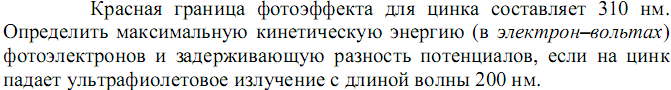 Красная граница фотоэффекта для цинка составляет 310 нм.
Определить максимальную кинетическую энергию (в электрон–вольтах)
фотоэлектронов и задерживающую разность потенциалов, если на цинк
падает ультрафиолетовое излучение с длиной волны 200 нм.